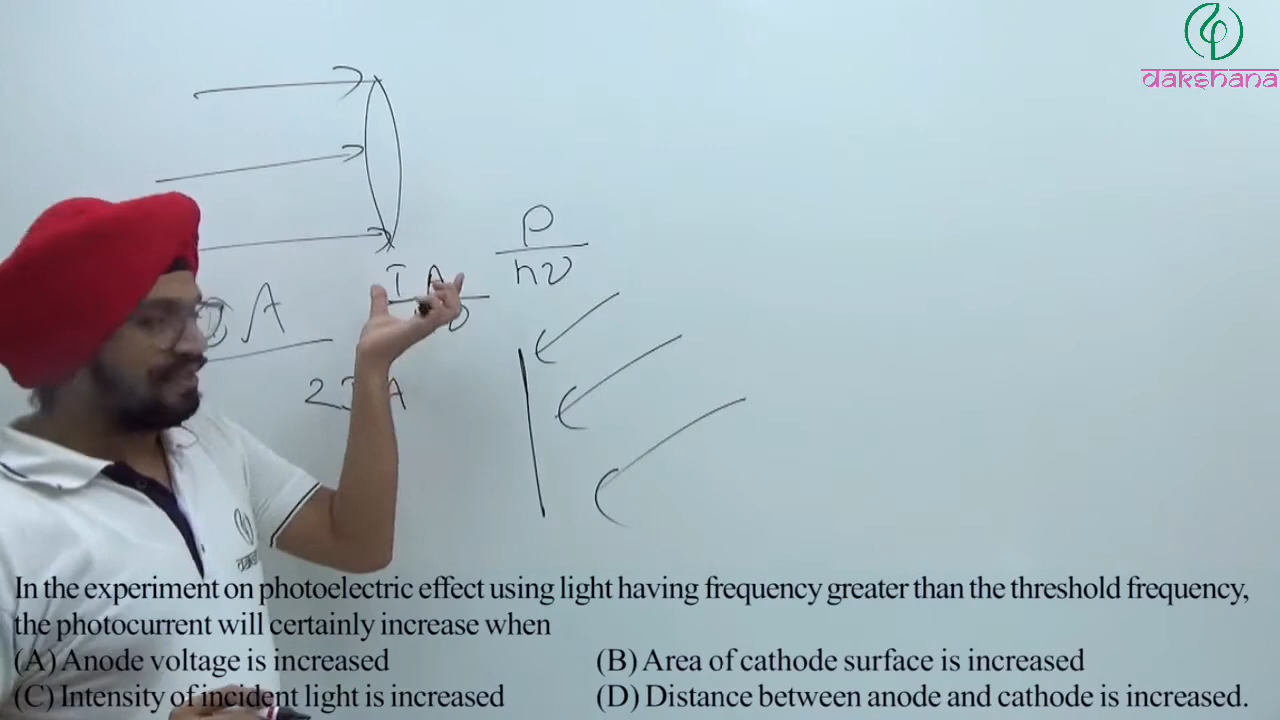 dakshana
P
hν
I A
A
2I A
In the experiment on photoelectric effect using light having frequency greater than the threshold frequency,
the photocurrent will certainly increase when
(A) Anode voltage is increased
(B) Area of cathode surface is increased
(C) Intensity of incident light is increased
(D) Distance between anode and cathode is increased.